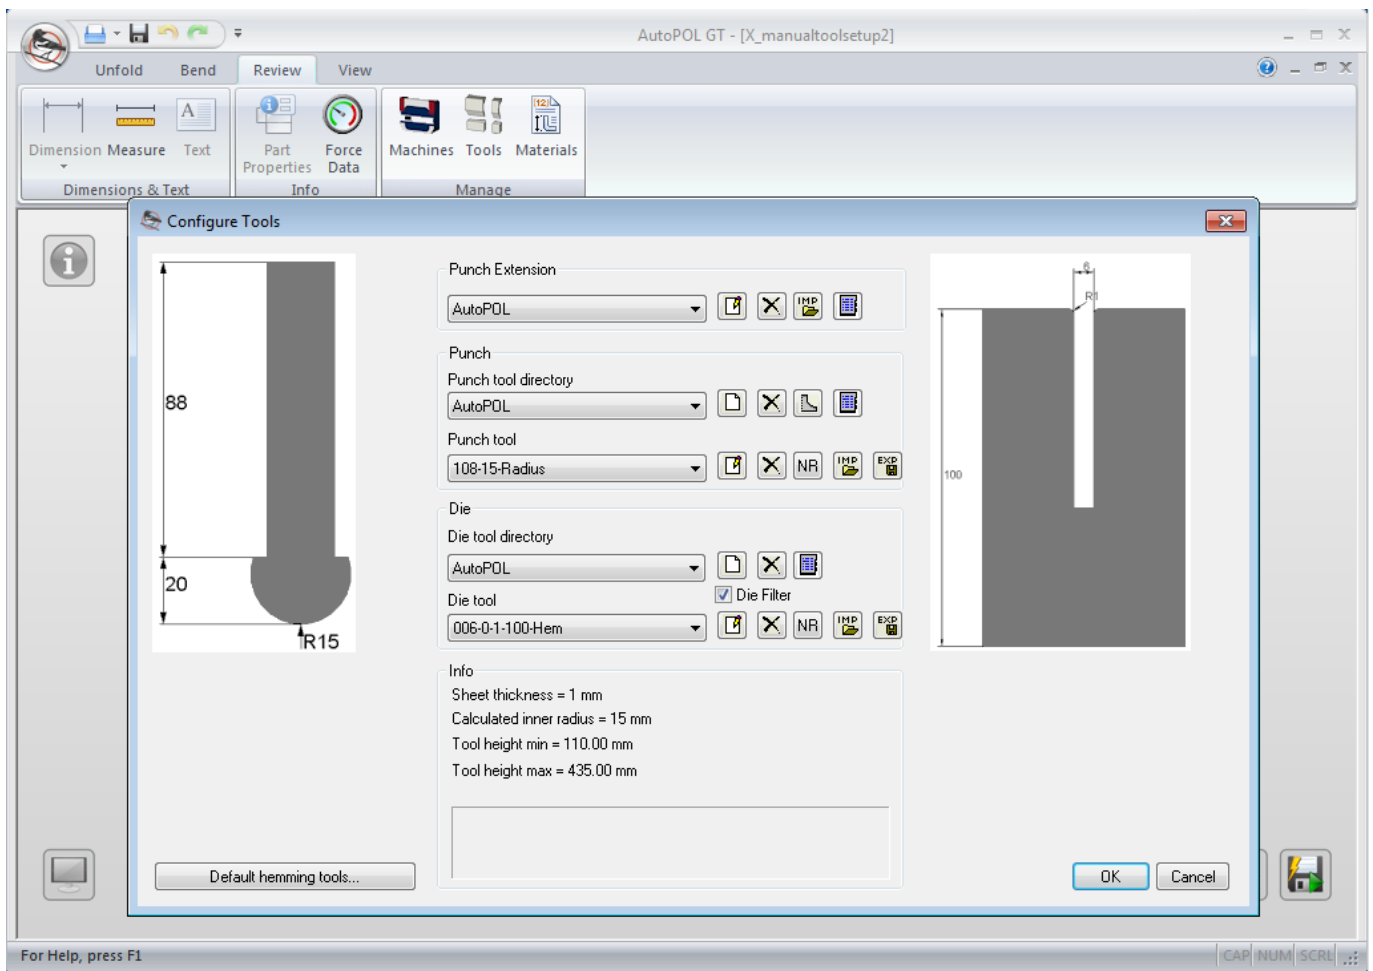 AutoPOL GT - [X_manualtoolsetup2]
Unfold Bend Review View
Dimension Measure Text
Part Properties
Force Data
Machines Tools Materials
Dimensions & Text Info Manage
Configure Tools
88
20
R15
Punch Extension
AutoPOL
IMP
Punch
Punch tool directory
AutoPOL
Punch tool
108-15-Radius
NR IMP EXP
Die
Die tool directory
AutoPOL
Die Filter
Die tool
006-0-1-100-Hem
NR IMP EXP
Info
Sheet thickness = 1 mm
Calculated inner radius = 15 mm
Tool height min = 110.00 mm
Tool height max = 435.00 mm
6
R1
100
Default hemming tools...
OK Cancel
For Help, press F1
CAP NUM SCRL